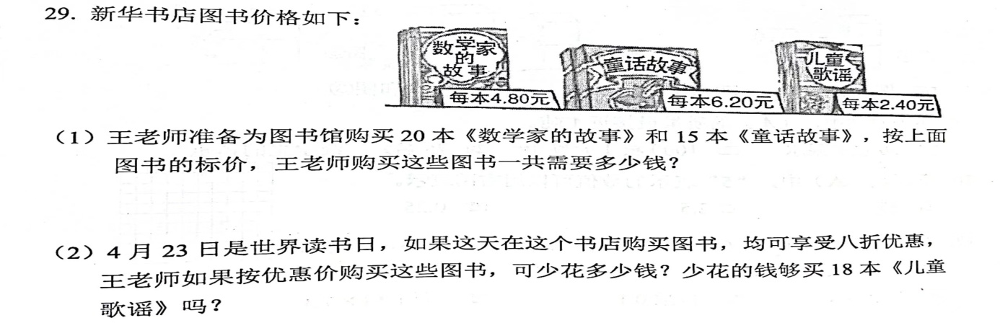 29. 新华书店图书价格如下：
数学家
的
故事
童话故事
儿童
歌谣
每本4.80元
每本6.20元
每本2.40元
（1）王老师准备为图书馆购买 20 本《数学家的故事》和 15 本《童话故事》，按上面
图书的标价，王老师购买这些图书一共需要多少钱？
（2）4 月 23 日是世界读书日，如果这天在这个书店购买图书，均可享受八折优惠，
王老师如果按优惠价购买这些图书，可少花多少钱？少花的钱够买 18 本《儿童
歌谣》吗？